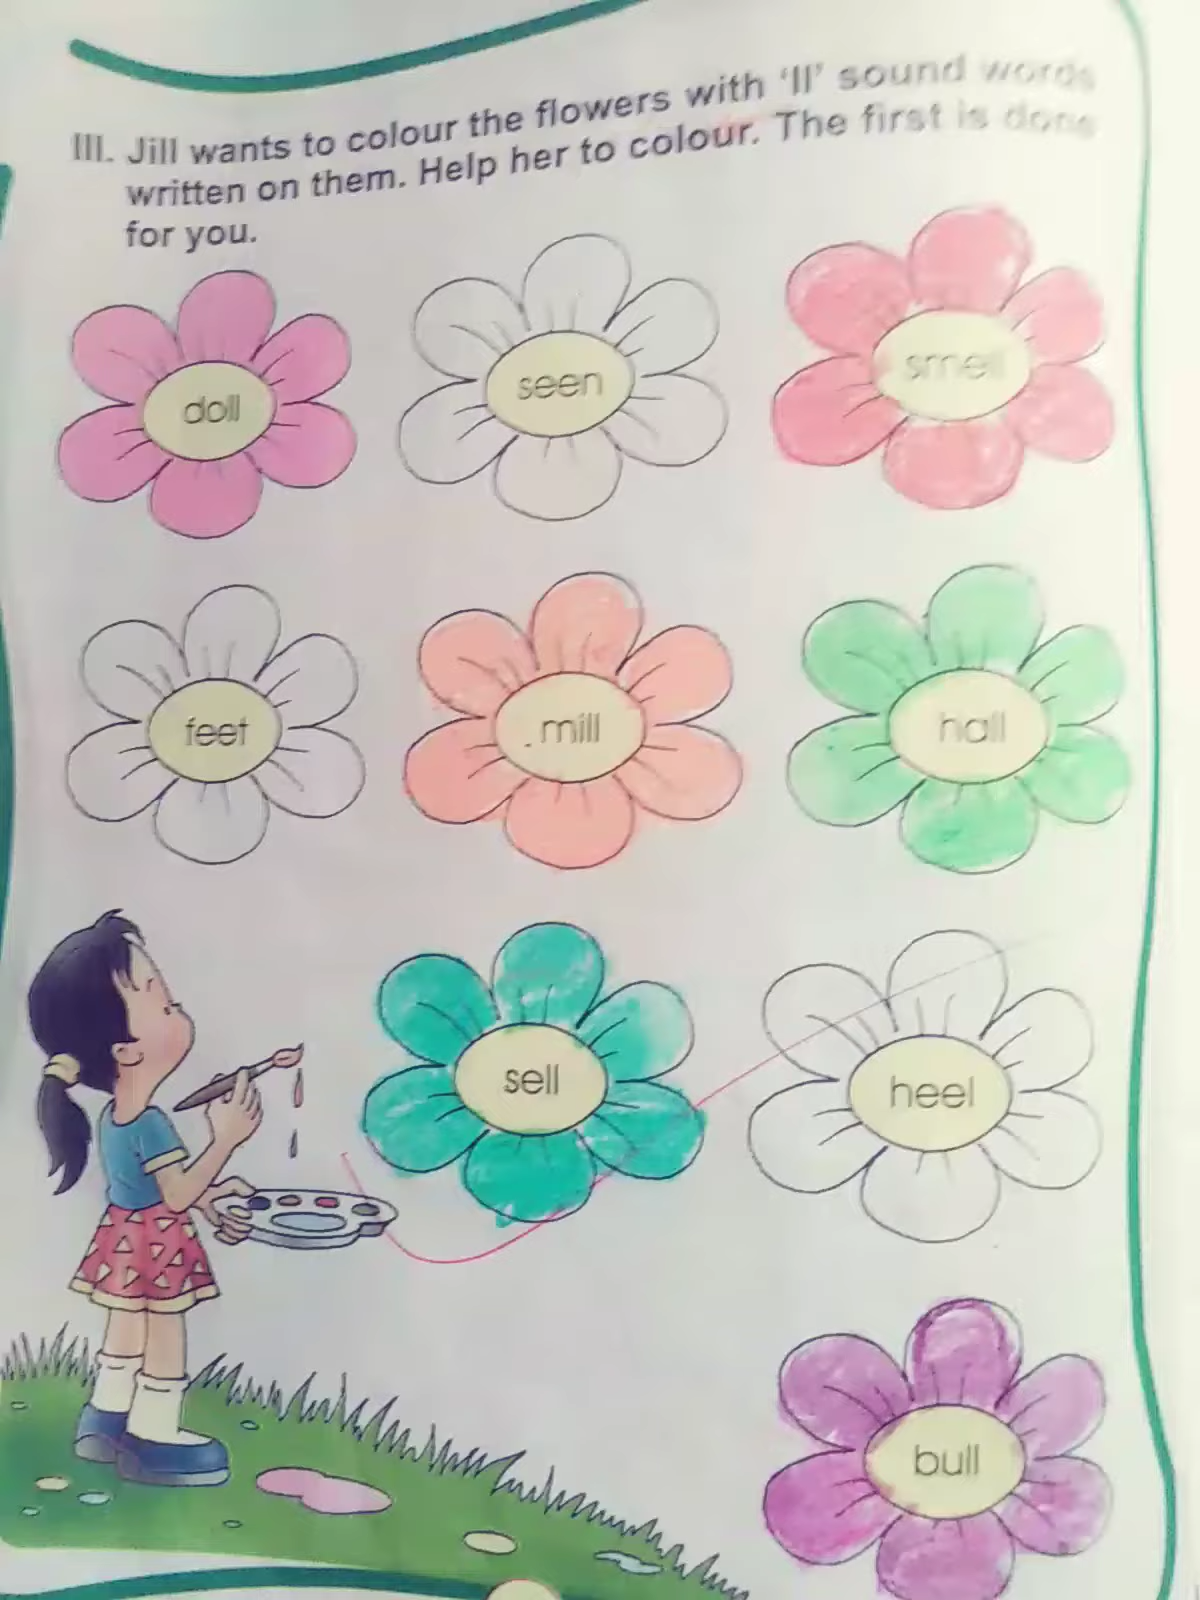 III. Jill wants to colour the flowers with ‘ll’ sound words
written on them. Help her to colour. The first is done
for you.
doll
seen
smell
feet
mill
hall
sell
heel
bull